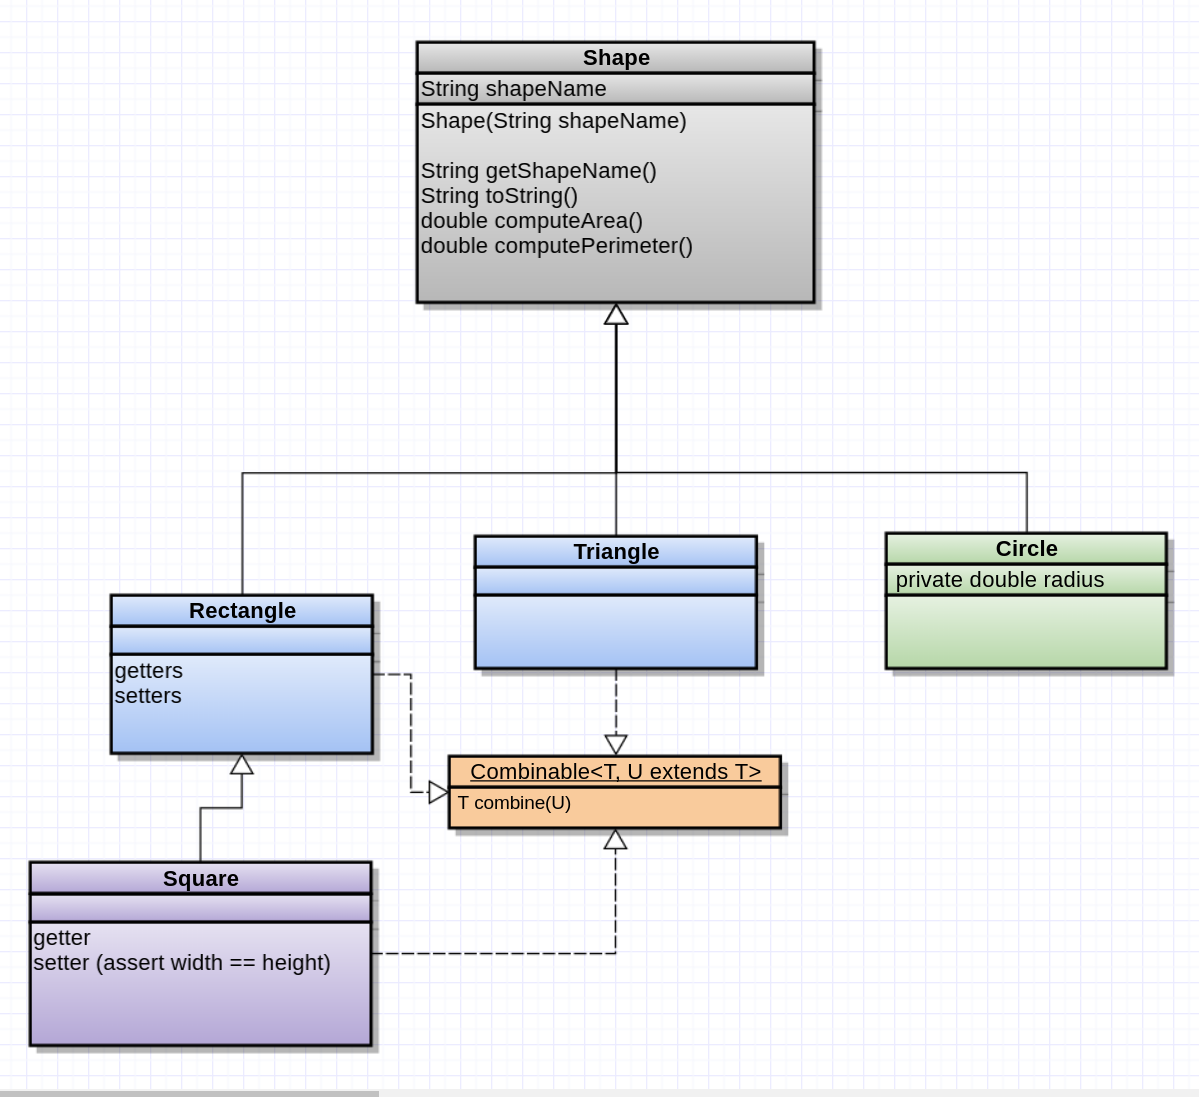 Shape
String shapeName
Shape(String shapeName)
String getShapeName()
String toString()
double computeArea()
double computePerimeter()
Triangle
Circle
private double radius
Rectangle
getters
setters
Combinable<T, U extends T>
T combine(U)
Square
getter
setter (assert width == height)